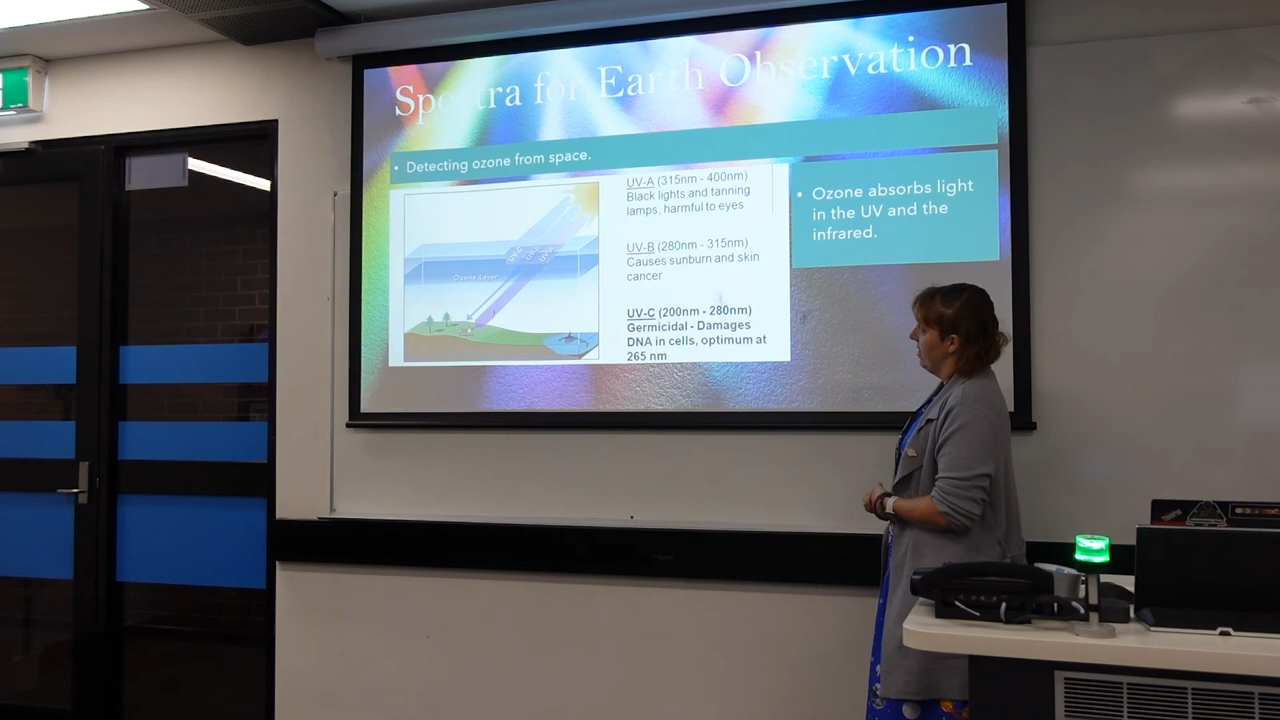 Spectra for Earth Observation
• Detecting ozone from space.
UV-A (315nm - 400nm)
Black lights and tanning
lamps, harmful to eyes
UV-B (280nm - 315nm)
Causes sunburn and skin
cancer
UV-C (200nm - 280nm)
Germicidal - Damages
DNA in cells, optimum at
265 nm
Ozone Layer
• Ozone absorbs light
in the UV and the
infrared.